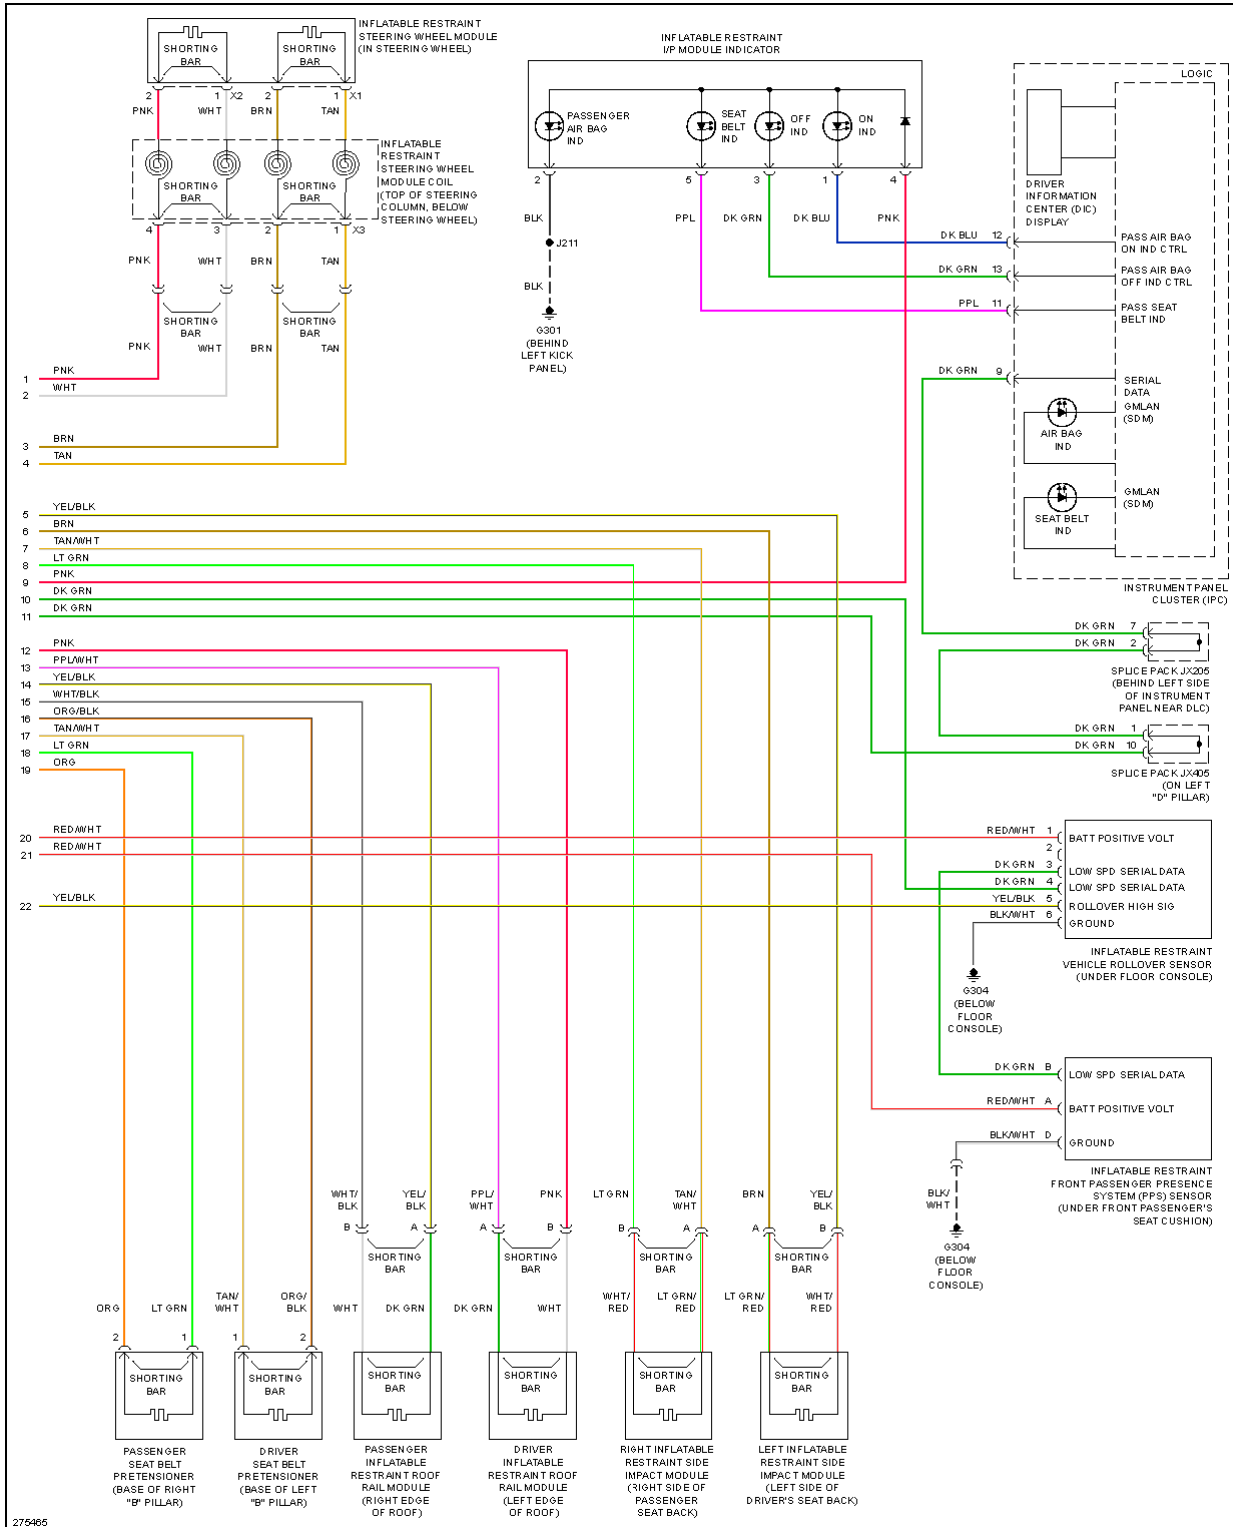 INFLATABLE RESTRAINT
STEERING WHEEL MODULE
(IN STEERING WHEEL)
SHORTING
BAR
SHORTING
BAR
2 1 X2 2 1 X1
PNK WHT BRN TAN
INFLATABLE
RESTRAINT
STEERING WHEEL
MODULE COIL
(TOP OF STEERING
COLUMN, BELOW
STEERING WHEEL)
SHORTING
BAR
SHORTING
BAR
4 3 2 1 X3
PNK WHT BRN TAN
SHORTING
BAR
SHORTING
BAR
PNK WHT BRN TAN
INFLATABLE RESTRAINT
I/P MODULE INDICATOR
PASSENGER
AIR BAG
IND
SEAT
BELT
IND
OFF
IND
ON
IND
2 5 3 1 4
BLK PPL DK GRN DK BLU PNK
J211
BLK
G301
(BEHIND
LEFT KICK
PANEL)
LOGIC
DRIVER
INFORMATION
CENTER (DIC)
DISPLAY
DK BLU 12 PASS AIR BAG
ON IND CTRL
DK GRN 13 PASS AIR BAG
OFF IND CTRL
PPL 11 PASS SEAT
BELT IND
DK GRN 9 SERIAL
DATA
GMLAN
(SDM)
AIR BAG
IND
GMLAN
(SDM)
SEAT BELT
IND
INSTRUMENT PANEL
CLUSTER (IPC)
1 PNK
2 WHT
3 BRN
4 TAN
5 YEL/BLK
6 BRN
7 TAN/WHT
8 LT GRN
9 PNK
10 DK GRN
11 DK GRN
12 PNK
13 PPL/WHT
14 YEL/BLK
15 WHT/BLK
16 ORG/BLK
17 TAN/WHT
18 LT GRN
19 ORG
20 RED/WHT
21 RED/WHT
22 YEL/BLK
DK GRN 7
DK GRN 2
SPLICE PACK JX205
(BEHIND LEFT SIDE
OF INSTRUMENT
PANEL NEAR DLC)
DK GRN 1
DK GRN 10
SPLICE PACK JX405
(ON LEFT
"D" PILLAR)
RED/WHT 1 BATT POSITIVE VOLT
2
DK GRN 3 LOW SPD SERIAL DATA
DK GRN 4 LOW SPD SERIAL DATA
YEL/BLK 5 ROLLOVER HIGH SIG
BLK/WHT 6 GROUND
INFLATABLE RESTRAINT
VEHICLE ROLLOVER SENSOR
(UNDER FLOOR CONSOLE)
G304
(BELOW
FLOOR
CONSOLE)
DK GRN B LOW SPD SERIAL DATA
RED/WHT A BATT POSITIVE VOLT
BLK/WHT D GROUND
INFLATABLE RESTRAINT
FRONT PASSENGER PRESENCE
SYSTEM (PPS) SENSOR
(UNDER FRONT PASSENGER'S
SEAT CUSHION)
BLK/
WHT
G304
(BELOW
FLOOR
CONSOLE)
WHT/
BLK
YEL/
BLK
PPL/
WHT
PNK
LT GRN
TAN/
WHT
BRN
YEL/
BLK
B A A B B A A B
SHORTING
BAR
SHORTING
BAR
SHORTING
BAR
SHORTING
BAR
ORG LT GRN
TAN/
WHT
ORG/
BLK
WHT DK GRN DK GRN WHT
WHT/
RED
LT GRN/
RED
LT GRN/
RED
WHT/
RED
2 1 1 2
SHORTING
BAR
SHORTING
BAR
SHORTING
BAR
SHORTING
BAR
SHORTING
BAR
SHORTING
BAR
PASSENGER
SEAT BELT
PRETENSIONER
(BASE OF RIGHT
"B" PILLAR)
DRIVER
SEAT BELT
PRETENSIONER
(BASE OF LEFT
"B" PILLAR)
PASSENGER
INFLATABLE
RESTRAINT ROOF
RAIL MODULE
(RIGHT EDGE
OF ROOF)
DRIVER
INFLATABLE
RESTRAINT ROOF
RAIL MODULE
(LEFT EDGE
OF ROOF)
RIGHT INFLATABLE
RESTRAINT SIDE
IMPACT MODULE
(RIGHT SIDE OF
PASSENGER
SEAT BACK)
LEFT INFLATABLE
RESTRAINT SIDE
IMPACT MODULE
(LEFT SIDE OF
DRIVER'S SEAT BACK)
275465